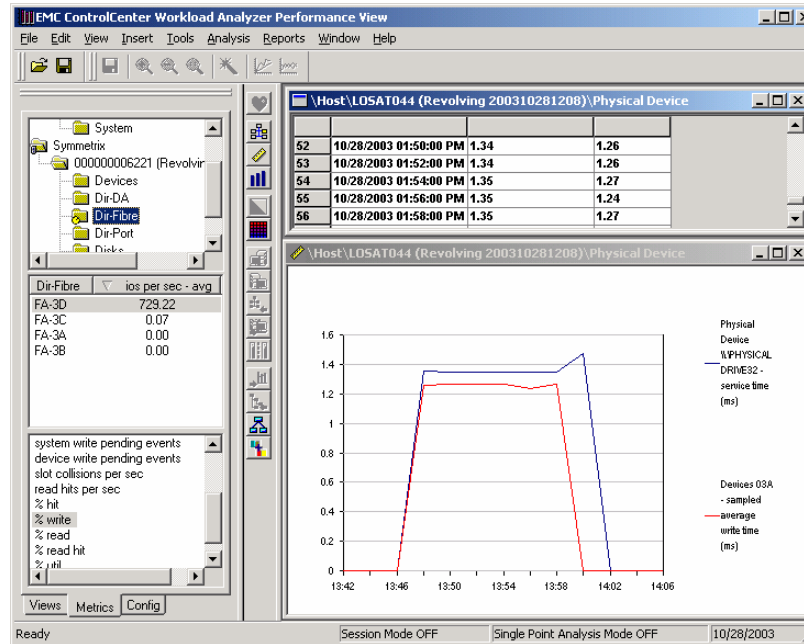 EMC ControlCenter Workload Analyzer Performance View
File Edit View Insert Tools Analysis Reports Window Help
System
Symmetrix
000000006221 (Revolvir
Devices
Dir-DA
Dir-Fibre
Dir-Port
Disks
Dir-Fibre ios per sec - avg
FA-3D 729.22
FA-3C 0.07
FA-3A 0.00
FA-3B 0.00
system write pending events
device write pending events
slot collisions per sec
read hits per sec
% hit
% write
% read
% read hit
% util
Views Metrics Config
\Host\LOSAT044 (Revolving 200310281208)\Physical Device
52 10/28/2003 01:50:00 PM 1.34 1.26
53 10/28/2003 01:52:00 PM 1.34 1.26
54 10/28/2003 01:54:00 PM 1.35 1.27
55 10/28/2003 01:56:00 PM 1.35 1.24
56 10/28/2003 01:58:00 PM 1.35 1.27
\Host\LOSAT044 (Revolving 200310281208)\Physical Device
1.6
1.4
1.2
1
0.8
0.6
0.4
0.2
0
13:42 13:46 13:50 13:54 13:58 14:02 14:06
Physical
Device
\\.\PHYSICAL
DRIVE32 -
service time
(ms)
Devices 03A
- sampled
average
write time
(ms)
Ready Session Mode OFF Single Point Analysis Mode OFF 10/28/2003